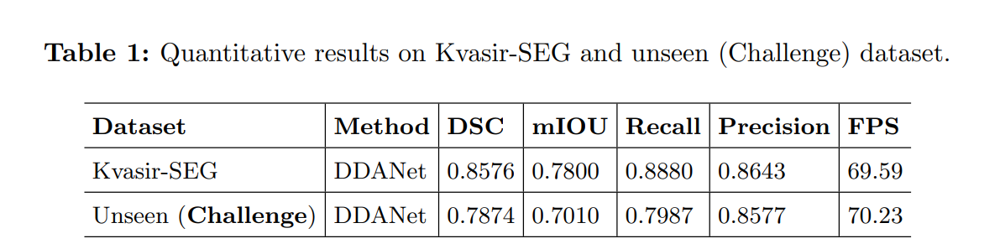 Table 1: Quantitative results on Kvasir-SEG and unseen (Challenge) dataset.
Dataset Method DSC mIOU Recall Precision FPS
Kvasir-SEG DDANet 0.8576 0.7800 0.8880 0.8643 69.59
Unseen (Challenge) DDANet 0.7874 0.7010 0.7987 0.8577 70.23